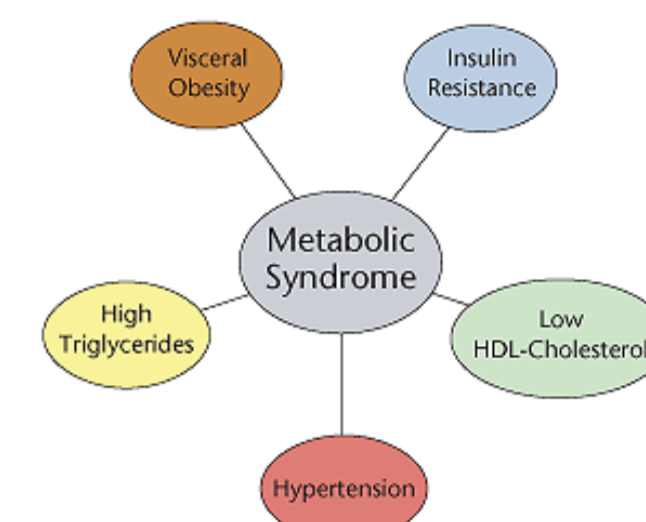 Visceral
Obesity
Insulin
Resistance
Metabolic
Syndrome
High
Triglycerides
Low
HDL-Cholesterol
Hypertension